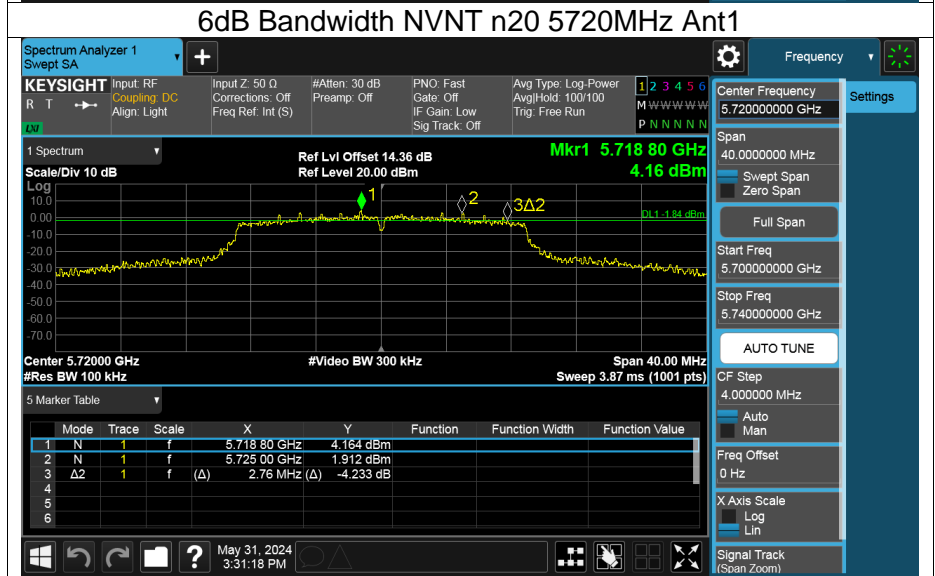 6dB Bandwidth NVNT n20 5720MHz Ant1
Spectrum Analyzer 1
Swept SA
+
Frequency
KEYSIGHT
R T
LXI
Input: RF
Coupling: DC
Align: Light
Input Z: 50 Ω
Corrections: Off
Freq Ref: Int (S)
#Atten: 30 dB
Preamp: Off
PNO: Fast
Gate: Off
IF Gain: Low
Sig Track: Off
Avg Type: Log-Power
Avg|Hold: 100/100
Trig: Free Run
1 2 3 4 5 6
M W W W W W
P N N N N N
1 Spectrum
Scale/Div 10 dB
Ref Lvl Offset 14.36 dB
Ref Level 20.00 dBm
Mkr1 5.718 80 GHz
4.16 dBm
Log
10.0
0.00
-10.0
-20.0
-30.0
-40.0
-50.0
-60.0
-70.0
1
2
3Δ2
DL1 -1.84 dBm
Center 5.72000 GHz
#Video BW 300 kHz
Span 40.00 MHz
#Res BW 100 kHz
Sweep 3.87 ms (1001 pts)
5 Marker Table
Mode Trace Scale X Y Function Function Width Function Value
1 N 1 f 5.718 80 GHz 4.164 dBm
2 N 1 f 5.725 00 GHz 1.912 dBm
3 Δ2 1 f (Δ) 2.76 MHz (Δ) -4.233 dB
4
5
6
?
May 31, 2024
3:31:18 PM
Center Frequency
5.720000000 GHz
Settings
Span
40.0000000 MHz
Swept Span
Zero Span
Full Span
Start Freq
5.700000000 GHz
Stop Freq
5.740000000 GHz
AUTO TUNE
CF Step
4.000000 MHz
Auto
Man
Freq Offset
0 Hz
X Axis Scale
Log
Lin
Signal Track
(Span Zoom)